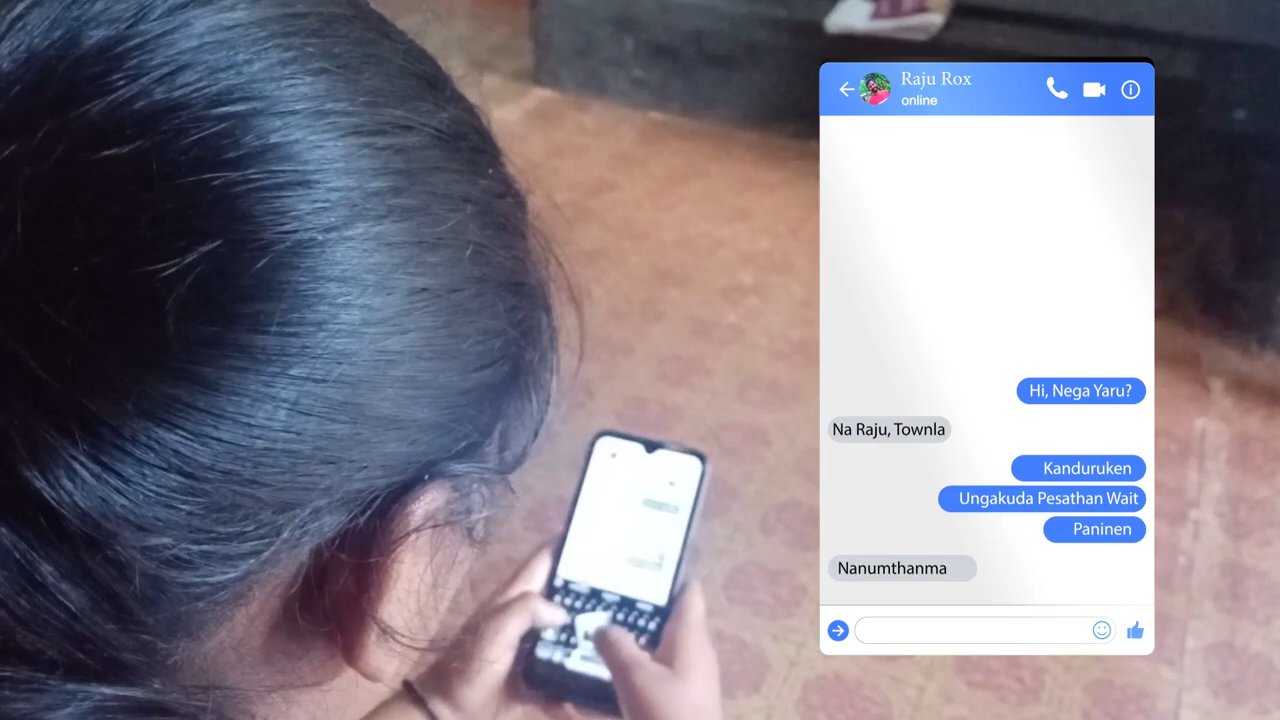 Raju Rox
online
Hi, Nega Yaru?
Na Raju, Townla
Kanduruken
Ungakuda Pesathan Wait
Paninen
Nanumthanma